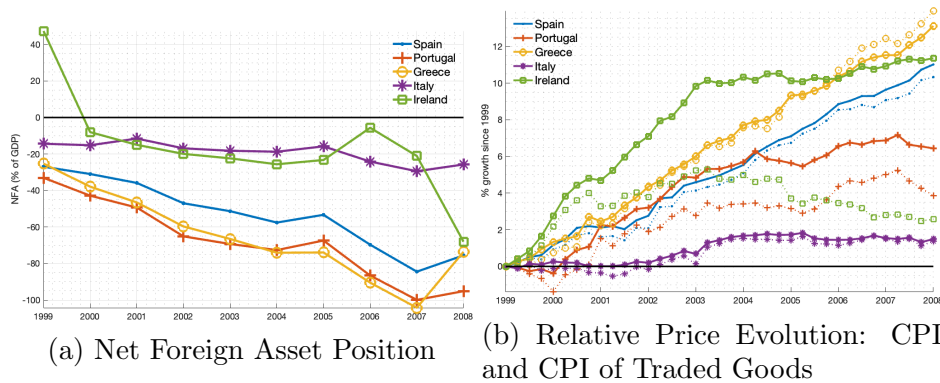 NFA (% of GDP)
40
20
0
-20
-40
-60
-80
-100
Spain
Portugal
Greece
Italy
Ireland
1999 2000 2001 2002 2003 2004 2005 2006 2007 2008
(a) Net Foreign Asset Position
% growth since 1999
12
10
8
6
4
2
0
Spain
Portugal
Greece
Italy
Ireland
1999 2000 2001 2002 2003 2004 2005 2006 2007 2008
(b) Relative Price Evolution: CPI
and CPI of Traded Goods